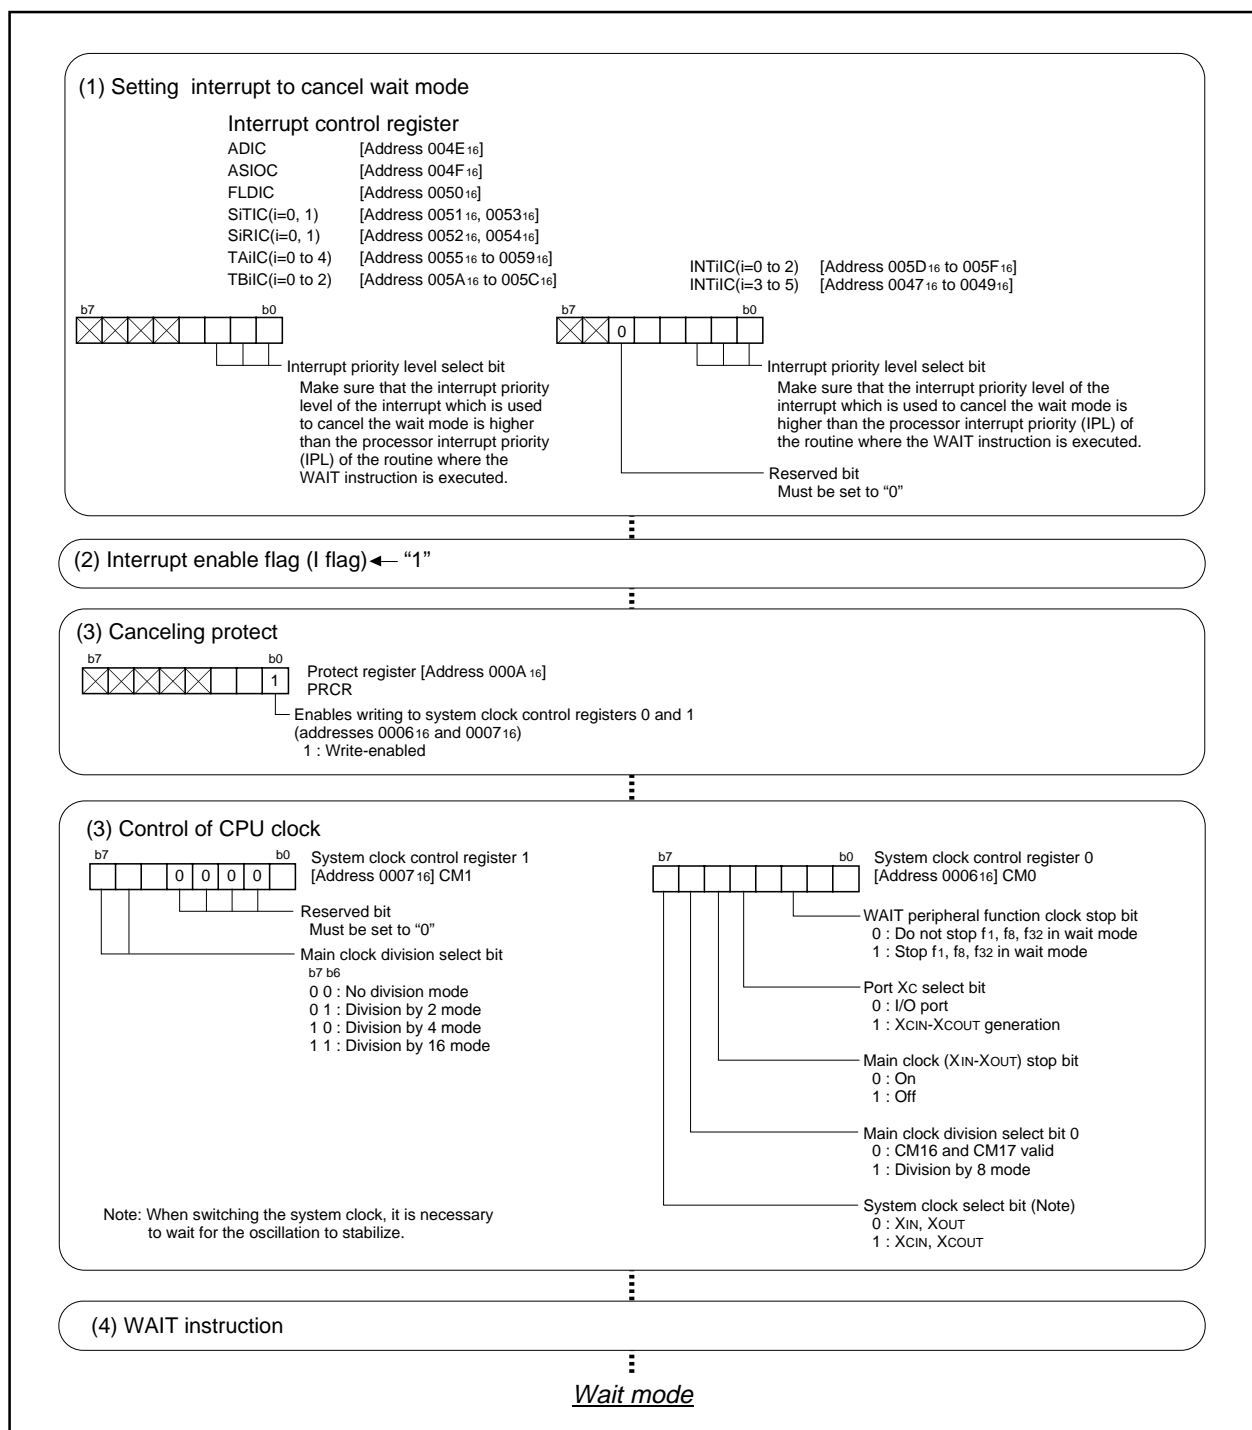 (1) Setting interrupt to cancel wait mode
Interrupt control register
ADIC [Address 004E16]
ASIOC [Address 004F16]
FLDIC [Address 005016]
SiTIC(i=0, 1) [Address 005116, 005316]
SiRIC(i=0, 1) [Address 005216, 005416]
TAiIC(i=0 to 4) [Address 005516 to 005916]
TBiIC(i=0 to 2) [Address 005A16 to 005C16]
INTiIC(i=0 to 2) [Address 005D16 to 005F16]
INTiIC(i=3 to 5) [Address 004716 to 004916]
b7 b0
Interrupt priority level select bit
Make sure that the interrupt priority
level of the interrupt which is used
to cancel the wait mode is higher
than the processor interrupt priority
(IPL) of the routine where the
WAIT instruction is executed.
b7 b0
0
Interrupt priority level select bit
Make sure that the interrupt priority level of the
interrupt which is used to cancel the wait mode is
higher than the processor interrupt priority (IPL) of
the routine where the WAIT instruction is executed.
Reserved bit
Must be set to “0”
(2) Interrupt enable flag (I flag) ← “1”
(3) Canceling protect
b7 b0
1
Protect register [Address 000A16]
PRCR
Enables writing to system clock control registers 0 and 1
(addresses 000616 and 000716)
1 : Write-enabled
(3) Control of CPU clock
b7 b0
0 0 0 0
System clock control register 1
[Address 000716] CM1
Reserved bit
Must be set to “0”
Main clock division select bit
b7 b6
0 0 : No division mode
0 1 : Division by 2 mode
1 0 : Division by 4 mode
1 1 : Division by 16 mode
Note: When switching the system clock, it is necessary
to wait for the oscillation to stabilize.
b7 b0
System clock control register 0
[Address 000616] CM0
WAIT peripheral function clock stop bit
0 : Do not stop f1, f8, f32 in wait mode
1 : Stop f1, f8, f32 in wait mode
Port XC select bit
0 : I/O port
1 : XCIN-XCOUT generation
Main clock (XIN-XOUT) stop bit
0 : On
1 : Off
Main clock division select bit 0
0 : CM16 and CM17 valid
1 : Division by 8 mode
System clock select bit (Note)
0 : XIN, XOUT
1 : XCIN, XCOUT
(4) WAIT instruction
Wait mode